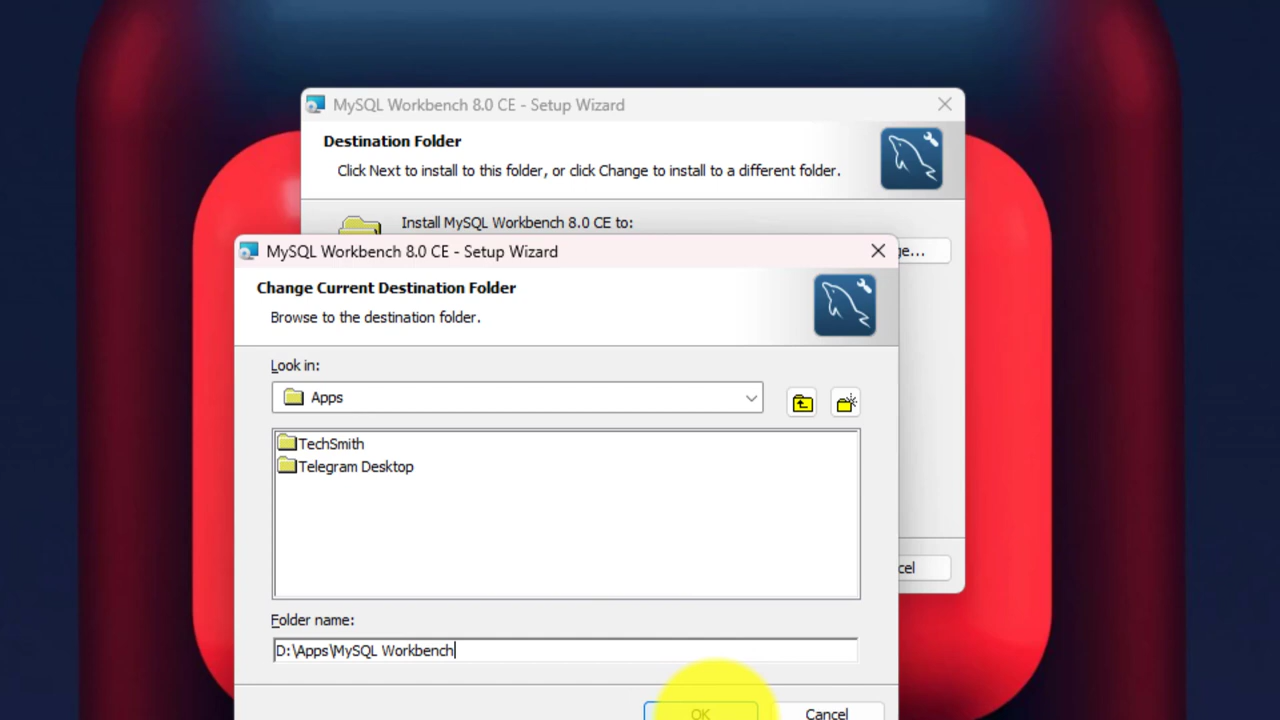 MySQL Workbench 8.0 CE - Setup Wizard
Destination Folder
Click Next to install to this folder, or click Change to install to a different folder.
Install MySQL Workbench 8.0 CE to:
ge...
MySQL Workbench 8.0 CE - Setup Wizard
Change Current Destination Folder
Browse to the destination folder.
Look in:
Apps
TechSmith
Telegram Desktop
cel
Folder name:
D:\Apps\MySQL Workbench
OK
Cancel